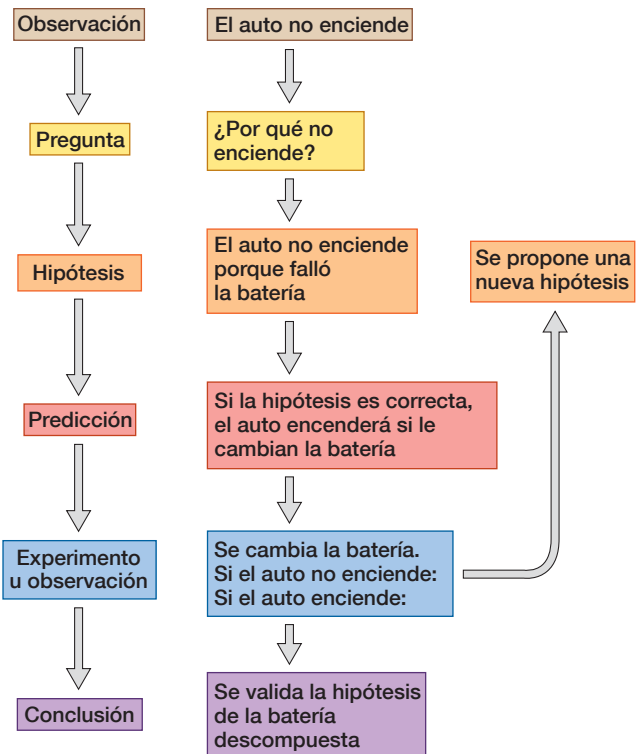 Observación
El auto no enciende
Pregunta
¿Por qué no
enciende?
Hipótesis
El auto no enciende
porque falló
la batería
Se propone una
nueva hipótesis
Predicción
Si la hipótesis es correcta,
el auto encenderá si le
cambian la batería
Experimento
u observación
Se cambia la batería.
Si el auto no enciende:
Si el auto enciende:
Conclusión
Se valida la hipótesis
de la batería
descompuesta